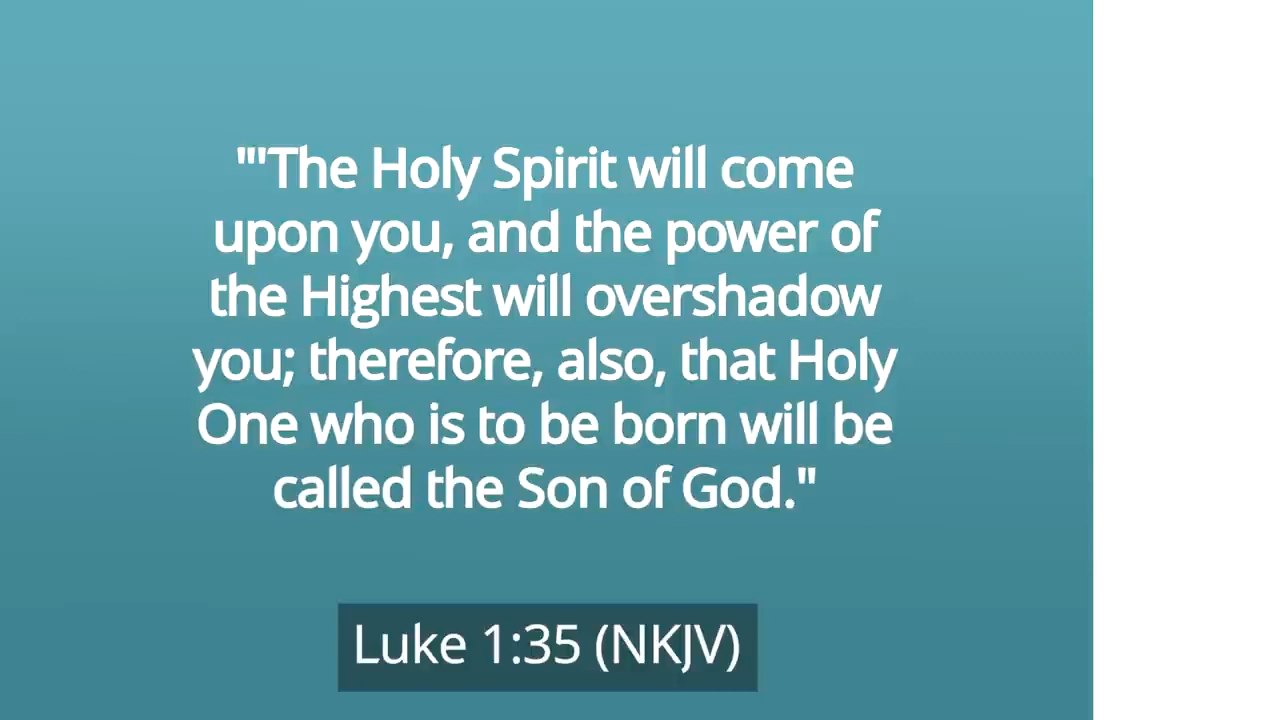 "'The Holy Spirit will come
upon you, and the power of
the Highest will overshadow
you; therefore, also, that Holy
One who is to be born will be
called the Son of God."
Luke 1:35 (NKJV)